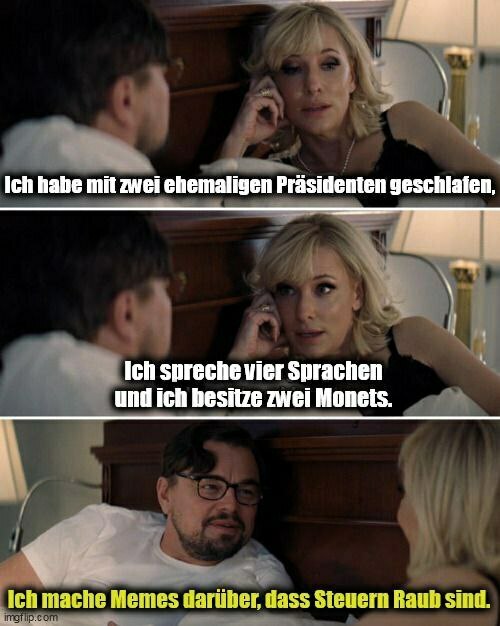 Ich habe mit zwei ehemaligen Präsidenten geschlafen,
Ich spreche vier Sprachen
und ich besitze zwei Monets.
Ich mache Memes darüber, dass Steuern Raub sind.
imgflip.com